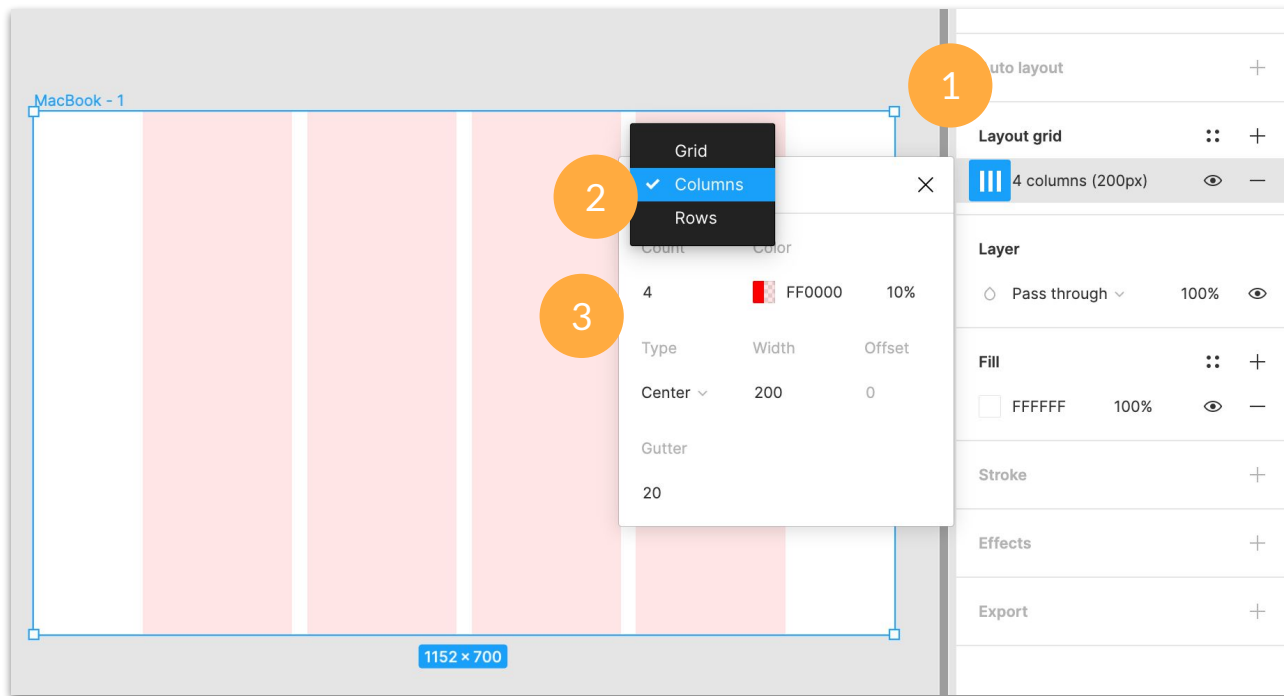 MacBook - 1
1152 × 700
1
2
3
Grid
Columns
Rows
Count Color
4 FF0000 10%
Type Width Offset
Center 200 0
Gutter
20
uto layout
Layout grid
4 columns (200px)
Layer
Pass through 100%
Fill
FFFFFF 100%
Stroke
Effects
Export